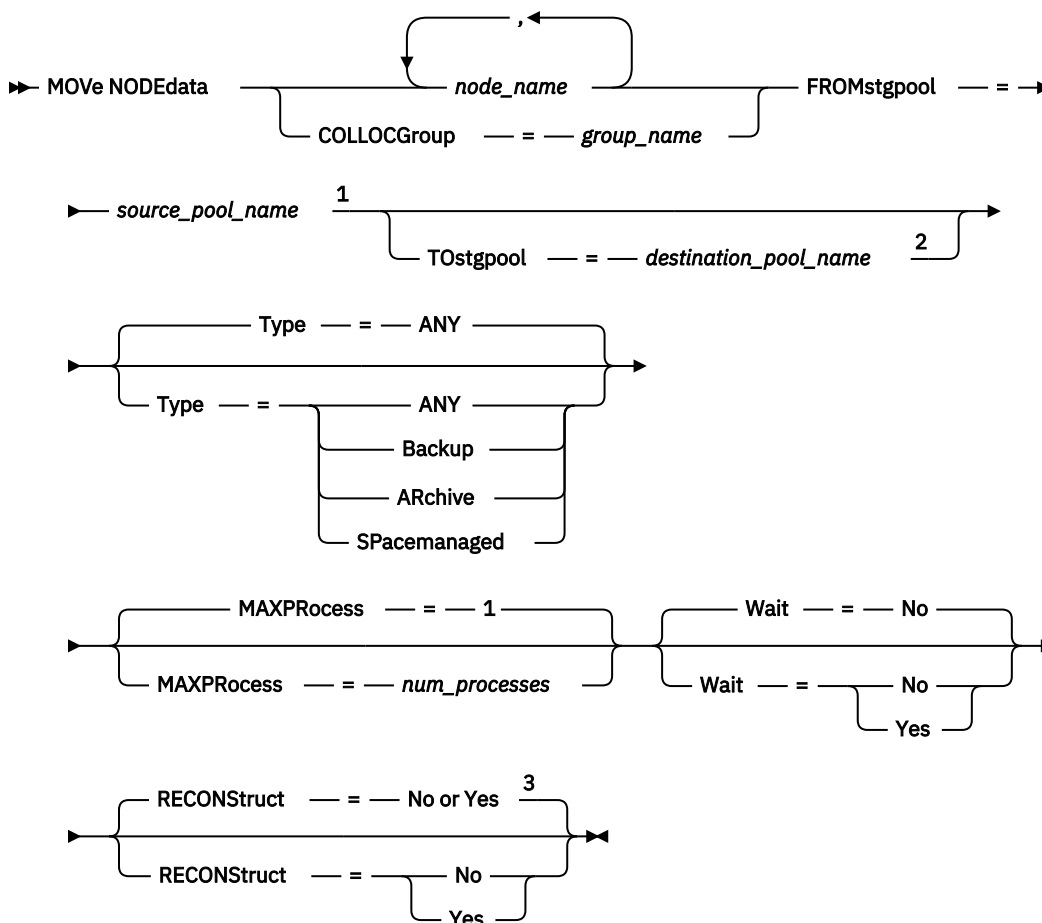 ,
MOVe NODEdata node_name FROMstgpool =
COLLOCGroup = group_name
source_pool_name 1
TOstgpool = destination_pool_name 2
Type = ANY
Type = ANY
Backup
ARchive
SPacemanaged
MAXPRocess = 1 Wait = No
MAXPRocess = num_processes Wait = No
Yes
RECONStruct = No or Yes 3
RECONStruct = No
Yes